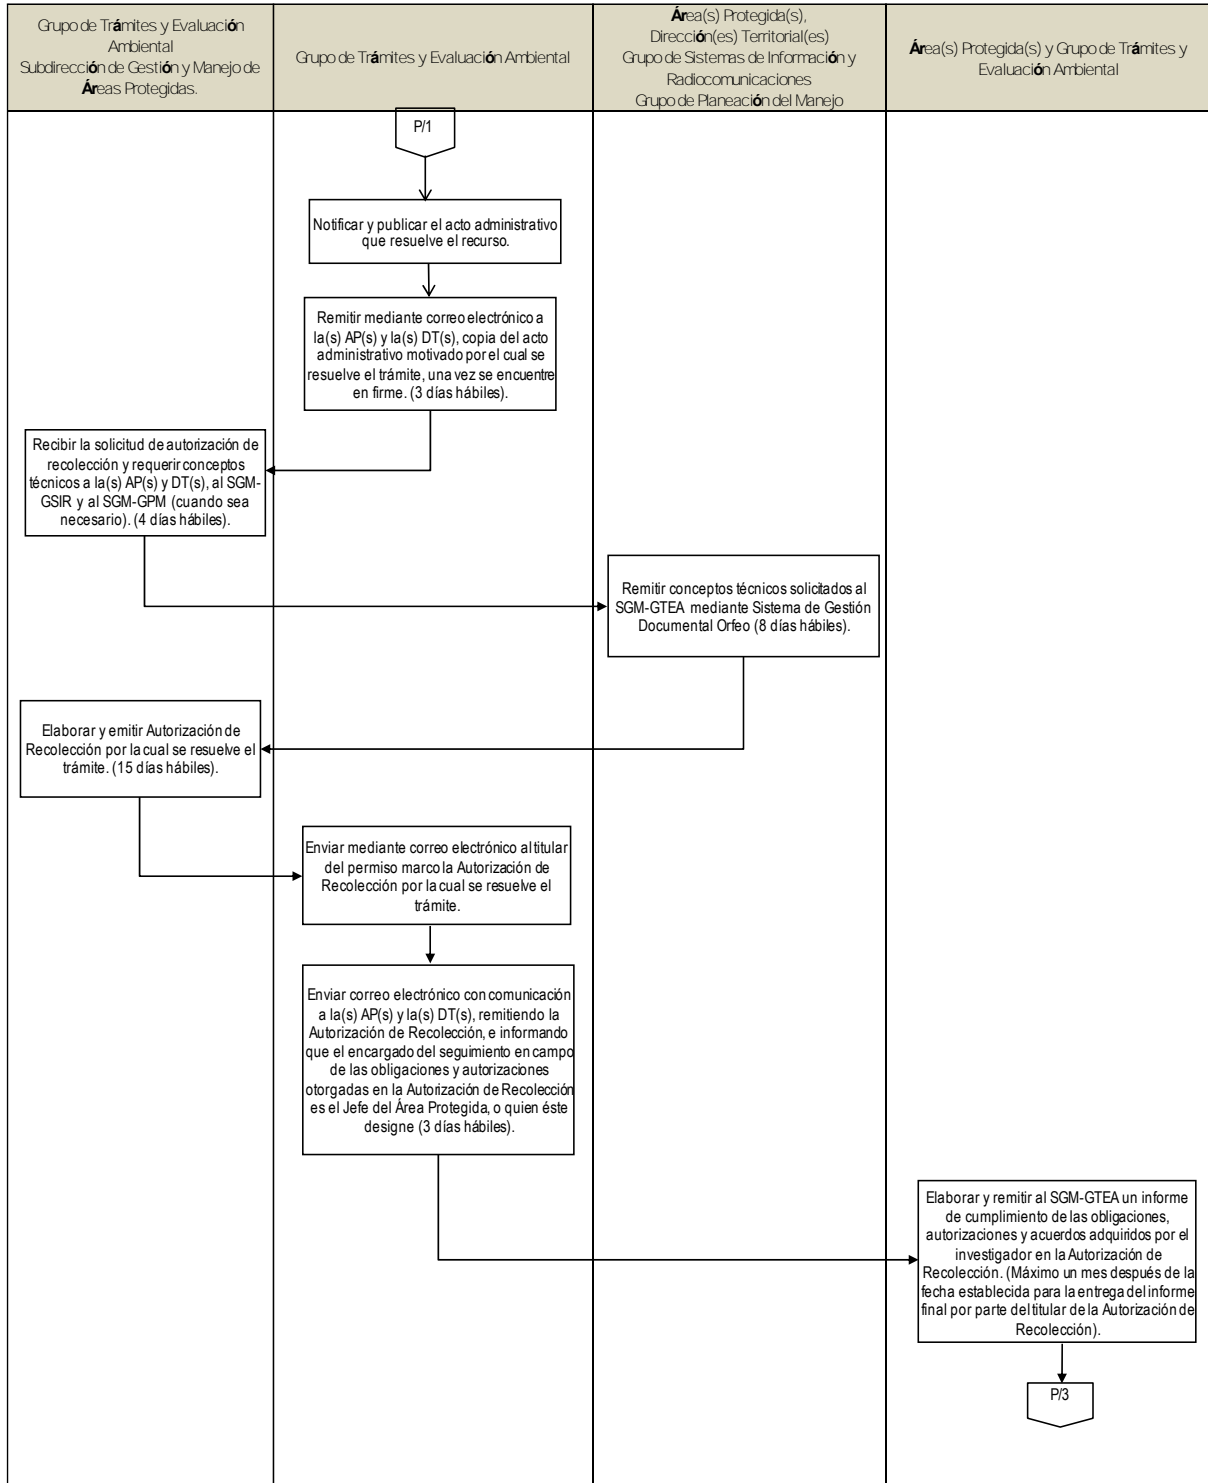 Grupo de Trámites y Evaluación
Ambiental
Subdirección de Gestión y Manejo de
Áreas Protegidas.
Grupo de Trámites y Evaluación Ambiental
Área(s) Protegida(s),
Dirección(es) Territorial(es)
Grupo de Sistemas de Información y
Radiocomunicaciones
Grupo de Planeación del Manejo
Área(s) Protegida(s) y Grupo de Trámites y
Evaluación Ambiental
P/1
Notificar y publicar el acto administrativo
que resuelve el recurso.
Remitir mediante correo electrónico a
la(s) AP(s) y la(s) DT(s), copia del acto
administrativo motivado por el cual se
resuelve el trámite, una vez se encuentre
en firme. (3 días hábiles).
Recibir la solicitud de autorización de
recolección y requerir conceptos
técnicos a la(s) AP(s) y DT(s), al SGM-
GSIR y al SGM-GPM (cuando sea
necesario). (4 días hábiles).
Remitir conceptos técnicos solicitados al
SGM-GTEA mediante Sistema de Gestión
Documental Orfeo (8 días hábiles).
Elaborar y emitir Autorización de
Recolección por la cual se resuelve el
trámite. (15 días hábiles).
Enviar mediante correo electrónico al titular
del permiso marco la Autorización de
Recolección por la cual se resuelve el
trámite.
Enviar correo electrónico con comunicación
a la(s) AP(s) y la(s) DT(s), remitiendo la
Autorización de Recolección, e informando
que el encargado del seguimiento en campo
de las obligaciones y autorizaciones
otorgadas en la Autorización de Recolección
es el Jefe del Área Protegida, o quien éste
designe (3 días hábiles).
Elaborar y remitir al SGM-GTEA un informe
de cumplimiento de las obligaciones,
autorizaciones y acuerdos adquiridos por el
investigador en la Autorización de
Recolección. (Máximo un mes después de la
fecha establecida para la entrega del informe
final por parte del titular de la Autorización de
Recolección).
P/3